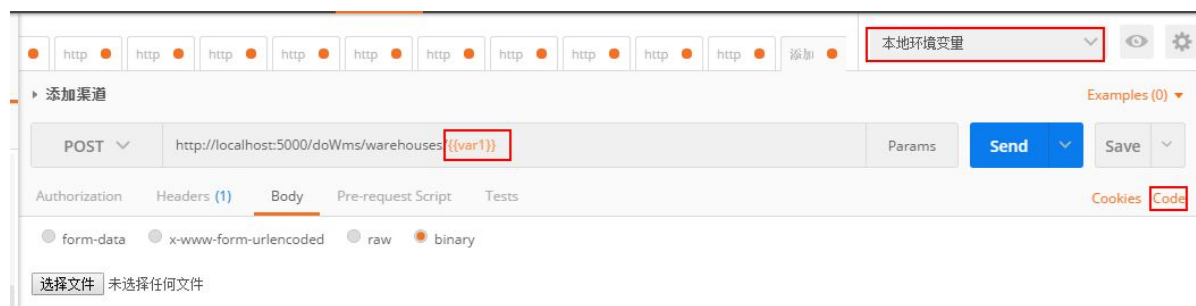 http http http http http http http http http http 添加 本地环境变量
添加渠道 Examples (0)
POST http://localhost:5000/doWms/warehouses/{{var1}} Params Send Save
Authorization Headers (1) Body Pre-request Script Tests Cookies Code
form-data x-www-form-urlencoded raw binary
选择文件 未选择任何文件